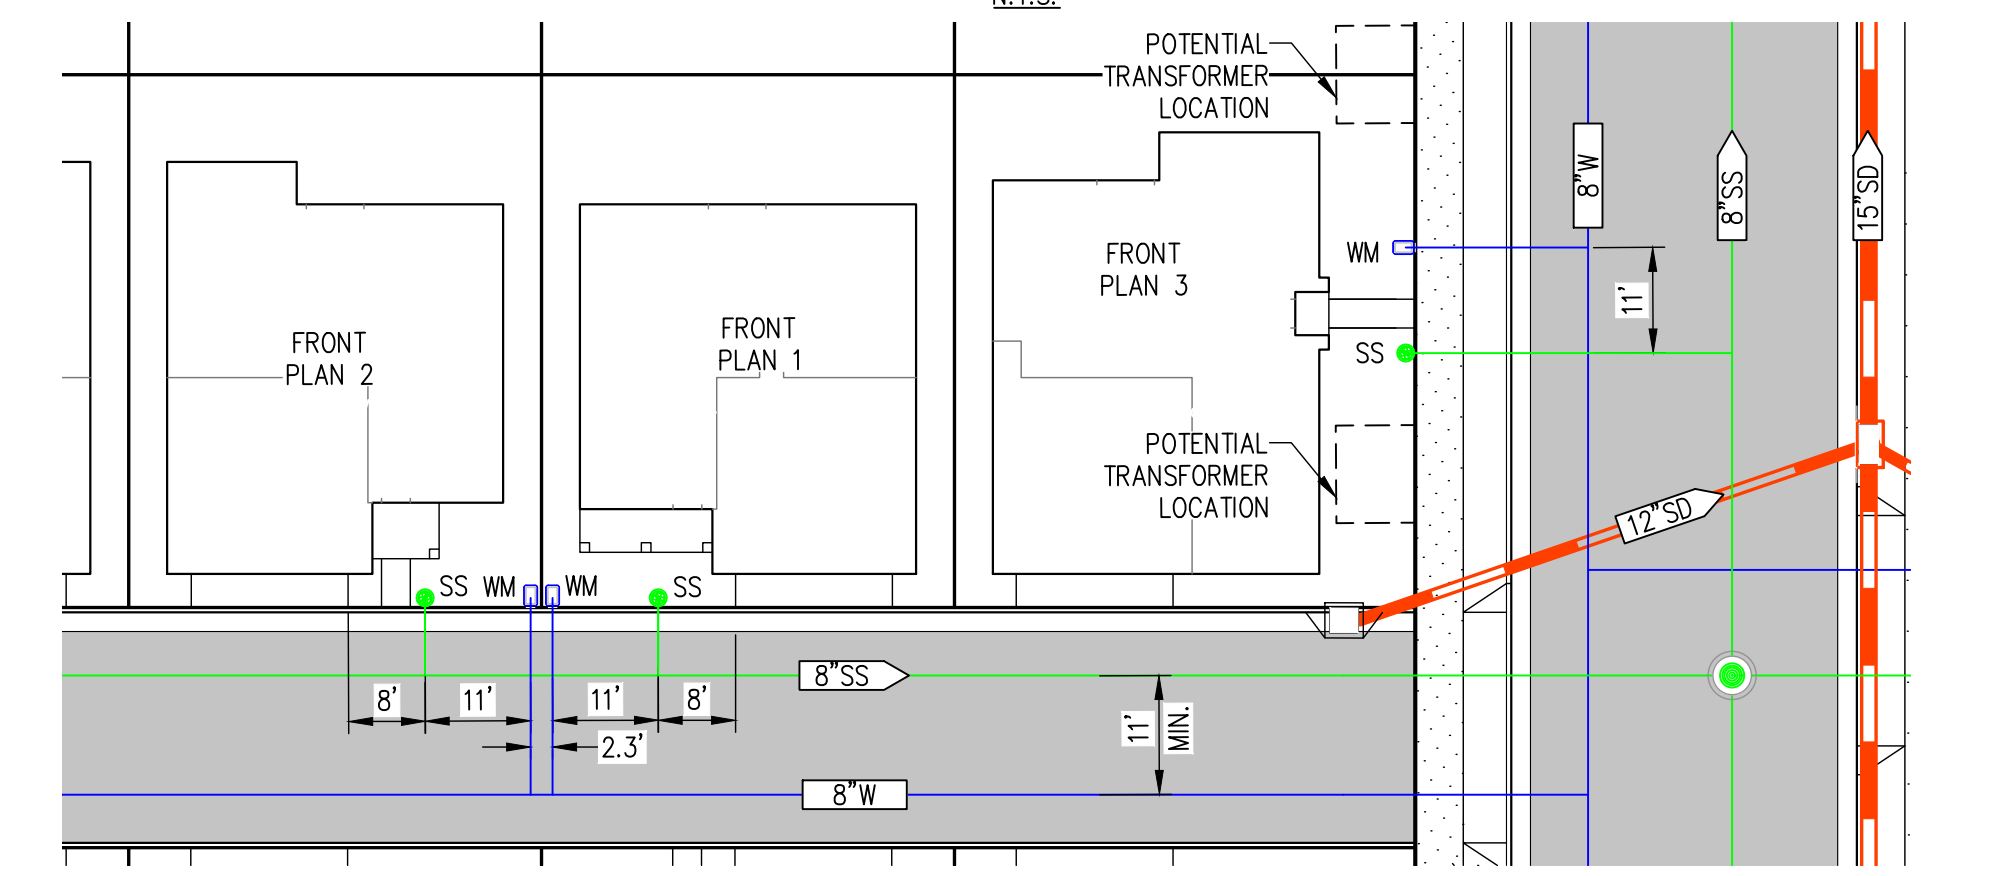 N.T.S.
POTENTIAL
TRANSFORMER
LOCATION
8"W
8"SS
15"SD
FRONT
PLAN 3
WM
11'
FRONT
PLAN 2
FRONT
PLAN 1
SS
POTENTIAL
TRANSFORMER
LOCATION
12"SD
SS WM WM SS
8"SS
8' 11' 11' 8'
11'
MIN.
2.3'
8"W